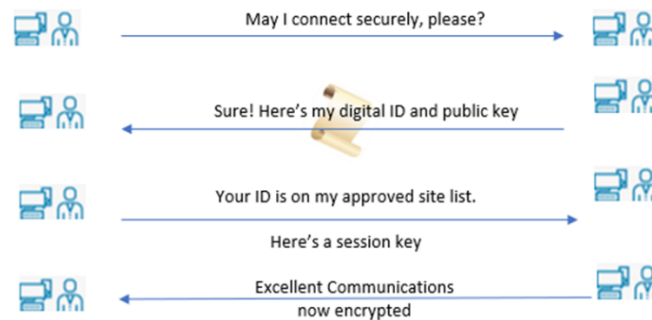 May I connect securely, please?
Sure! Here’s my digital ID and public key
Your ID is on my approved site list.
Here’s a session key
Excellent Communications
now encrypted